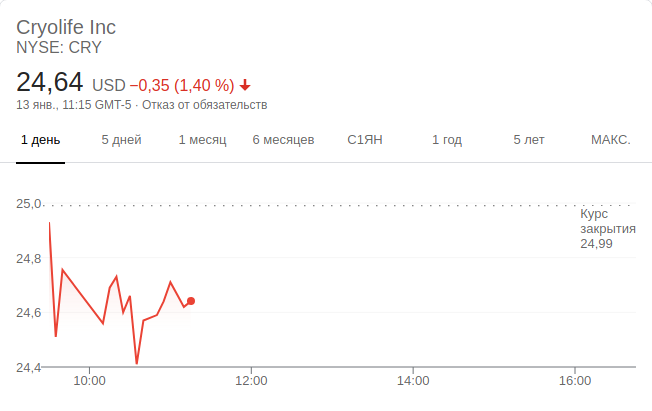 Cryolife Inc
NYSE: CRY
24,64 USD −0,35 (1,40 %)
13 янв., 11:15 GMT-5 · Отказ от обязательств
1 день 5 дней 1 месяц 6 месяцев С1ЯН 1 год 5 лет МАКС.
25,0
Курс
закрытия
24,99
24,8
24,6
24,4
10:00 12:00 14:00 16:00